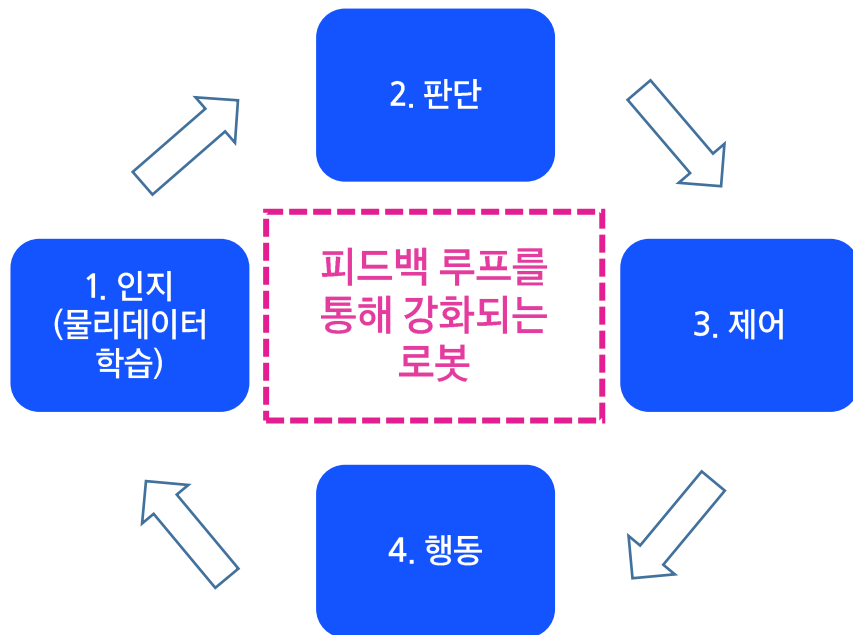 2. 판단
1. 인지
(물리데이터
학습)
피드백 루프를
통해 강화되는
로봇
3. 제어
4. 행동